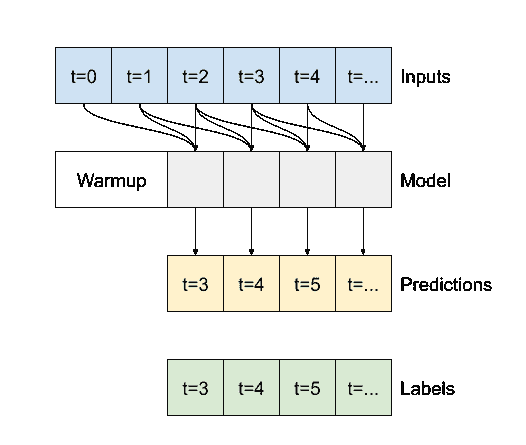 t=0 t=1 t=2 t=3 t=4 t=... Inputs
Warmup Model
t=3 t=4 t=5 t=... Predictions
t=3 t=4 t=5 t=... Labels